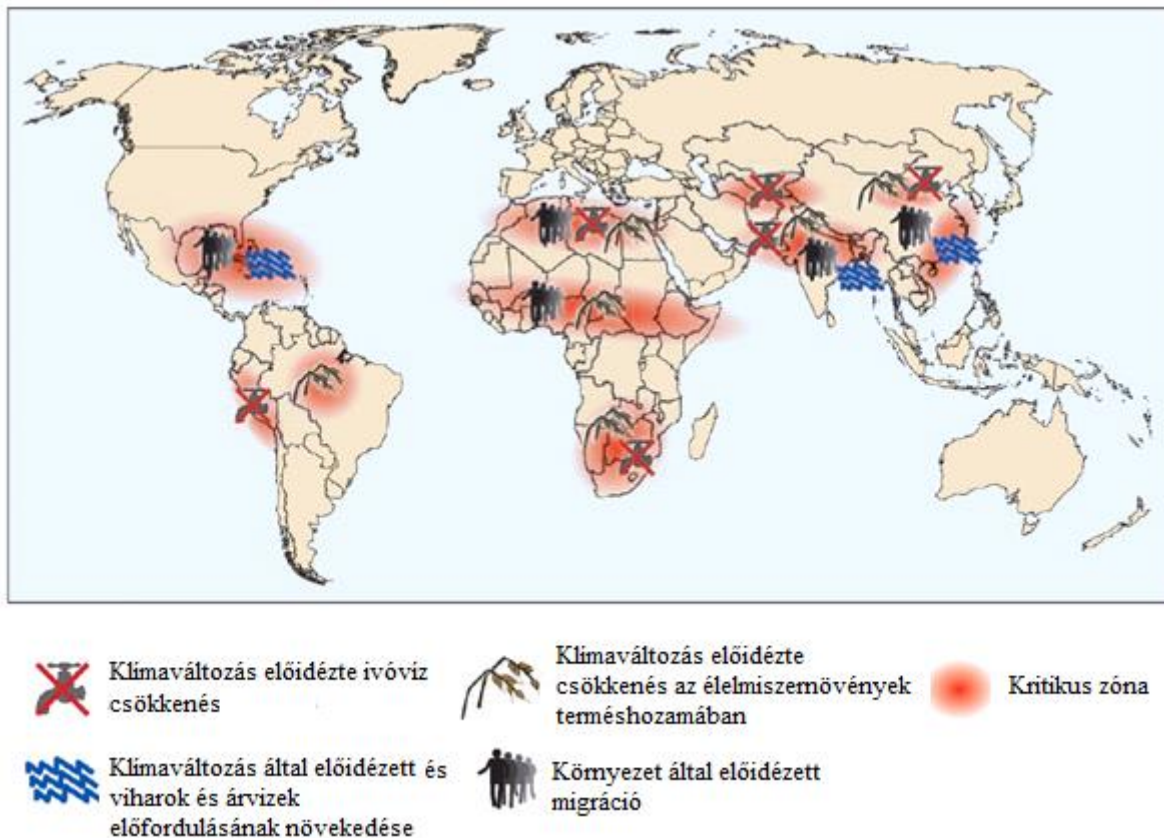 Klímaváltozás előidézte ivóvíz
csökkenés
Klímaváltozás előidézte
csökkenés az élelmiszernövények
terméshozamában
Kritikus zóna
Klímaváltozás által előidézett és
viharok és árvizek
előfordulásának növekedése
Környezet által előidézett
migráció